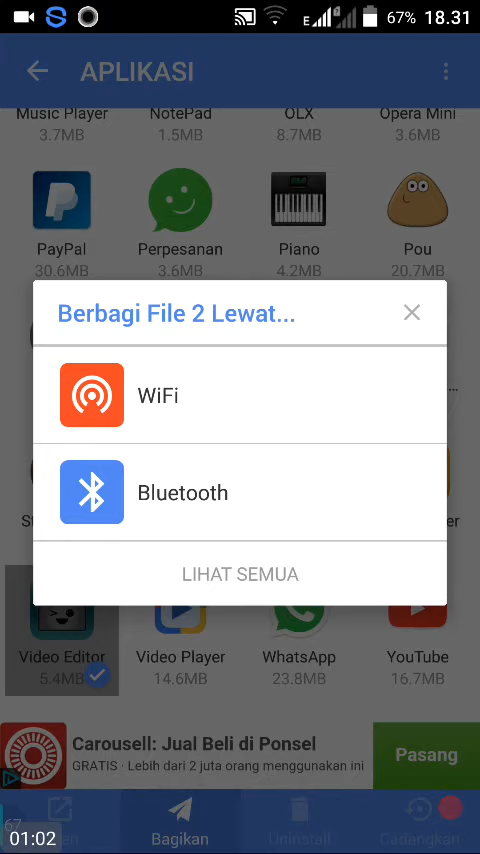 E 67% 18.31
APLIKASI
Music Player NotePad OLX Opera Mini
3.7MB 1.5MB 8.7MB 3.6MB
PayPal Perpesanan Piano Pou
30.6MB 3.6MB 4.2MB 20.7MB
Berbagi File 2 Lewat...
WiFi
Bluetooth
LIHAT SEMUA
Video Editor Video Player WhatsApp YouTube
5.4MB 14.6MB 23.8MB 16.7MB
Carousell: Jual Beli di Ponsel
GRATIS · Lebih dari 2 juta orang menggunakan ini
Pasang
67
01:02
Bagikan Uninstall Cadangkan